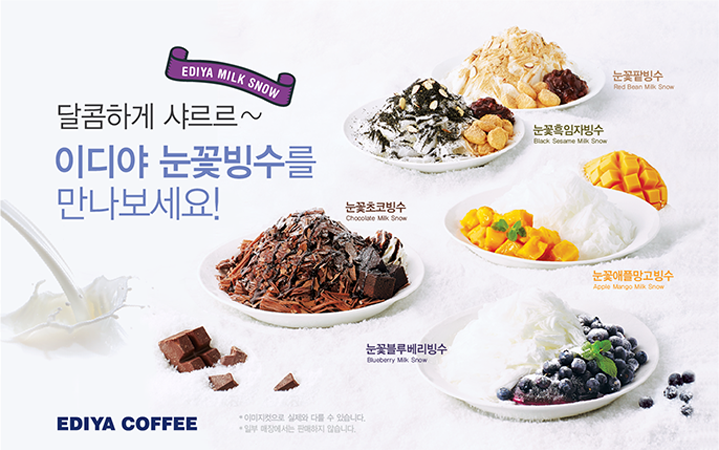 EDIYA MILK SNOW
달콤하게 샤르르~
이디야 눈꽃빙수를
만나보세요!
눈꽃팥빙수
Red Bean Milk Snow
눈꽃흑임자빙수
Black Sesame Milk Snow
눈꽃초코빙수
Chocolate Milk Snow
눈꽃애플망고빙수
Apple Mango Milk Snow
눈꽃블루베리빙수
Blueberry Milk Snow
EDIYA COFFEE
*이미지컷으로 실제와 다를 수 있습니다.
*일부 매장에서는 판매하지 않습니다.